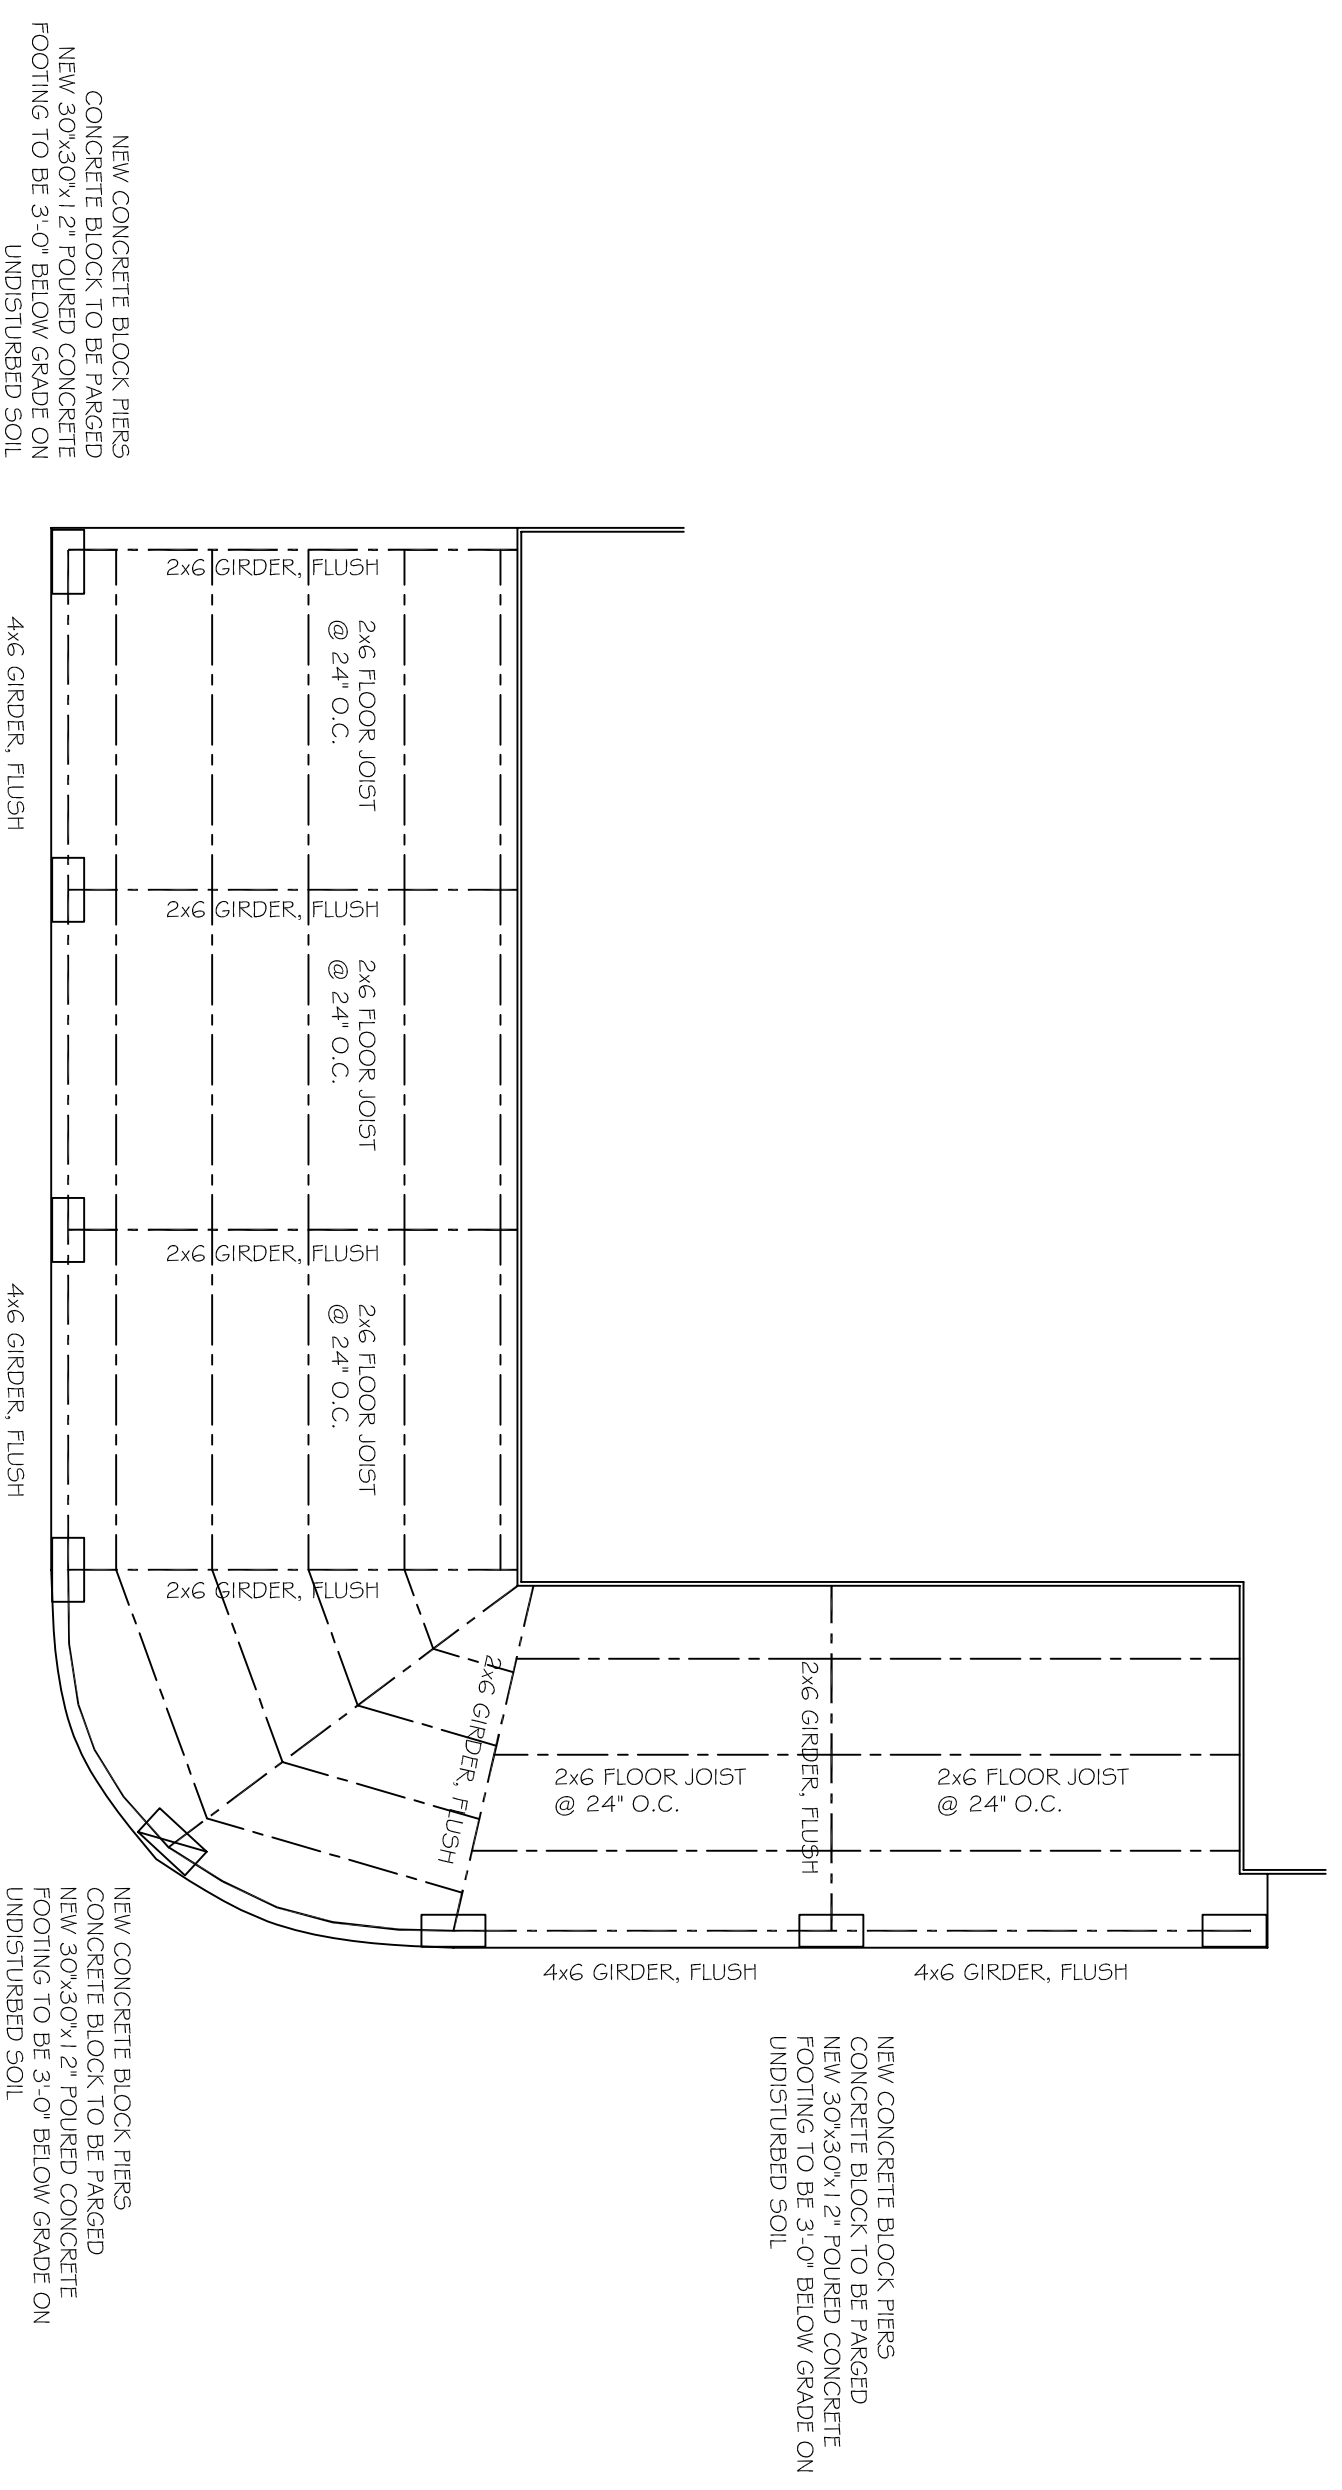 NEW CONCRETE BLOCK PIERS
CONCRETE BLOCK TO BE PARGED
NEW 30"x30"x12" POURED CONCRETE
FOOTING TO BE 3'-0" BELOW GRADE ON
UNDISTURBED SOIL
2x6 GIRDER, FLUSH
2x6 FLOOR JOIST
@ 24" O.C.
4x6 GIRDER, FLUSH
2x6 GIRDER, FLUSH
2x6 FLOOR JOIST
@ 24" O.C.
2x6 GIRDER, FLUSH
2x6 FLOOR JOIST
@ 24" O.C.
4x6 GIRDER, FLUSH
2x6 GIRDER, FLUSH
2x6 GIRDER, FLUSH
2x6 GIRDER, FLUSH
2x6 FLOOR JOIST
@ 24" O.C.
2x6 FLOOR JOIST
@ 24" O.C.
4x6 GIRDER, FLUSH
4x6 GIRDER, FLUSH
NEW CONCRETE BLOCK PIERS
CONCRETE BLOCK TO BE PARGED
NEW 30"x30"x12" POURED CONCRETE
FOOTING TO BE 3'-0" BELOW GRADE ON
UNDISTURBED SOIL
NEW CONCRETE BLOCK PIERS
CONCRETE BLOCK TO BE PARGED
NEW 30"x30"x12" POURED CONCRETE
FOOTING TO BE 3'-0" BELOW GRADE ON
UNDISTURBED SOIL